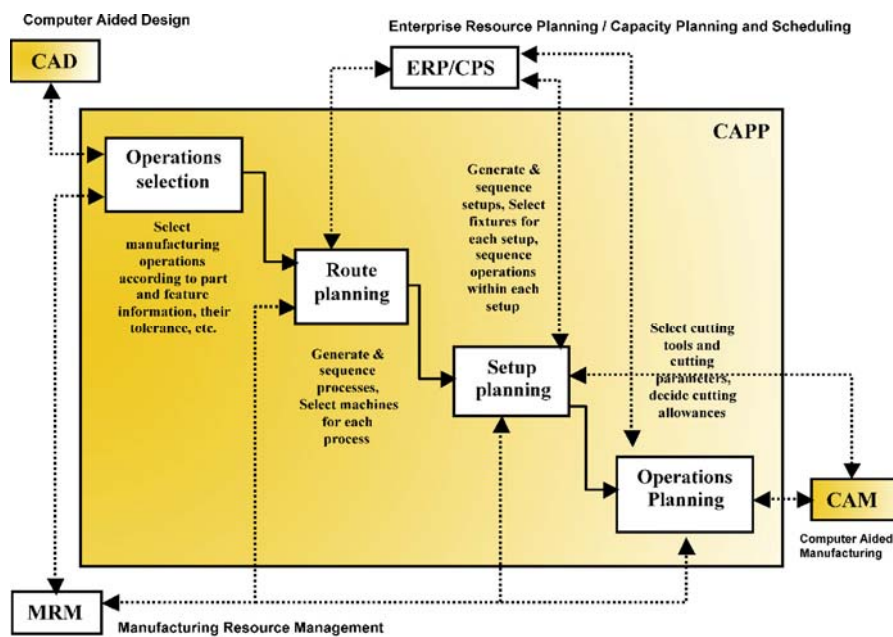 Computer Aided Design
Enterprise Resource Planning / Capacity Planning and Scheduling
CAD
ERP/CPS
CAPP
Operations
selection
Select
manufacturing
operations
according to part
and feature
information, their
tolerance, etc.
Route
planning
Generate &
sequence
processes,
Select machines
for each
process
Generate &
sequence
setups, Select
fixtures for
each setup,
sequence
operations
within each
setup
Setup
planning
Select cutting
tools and
cutting
parameters,
decide cutting
allowances
Operations
Planning
CAM
Computer Aided
Manufacturing
MRM
Manufacturing Resource Management